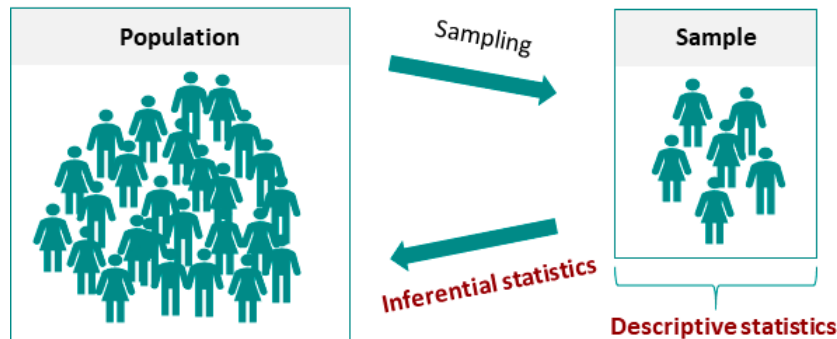 Population
Sampling
Sample
Inferential statistics
Descriptive statistics